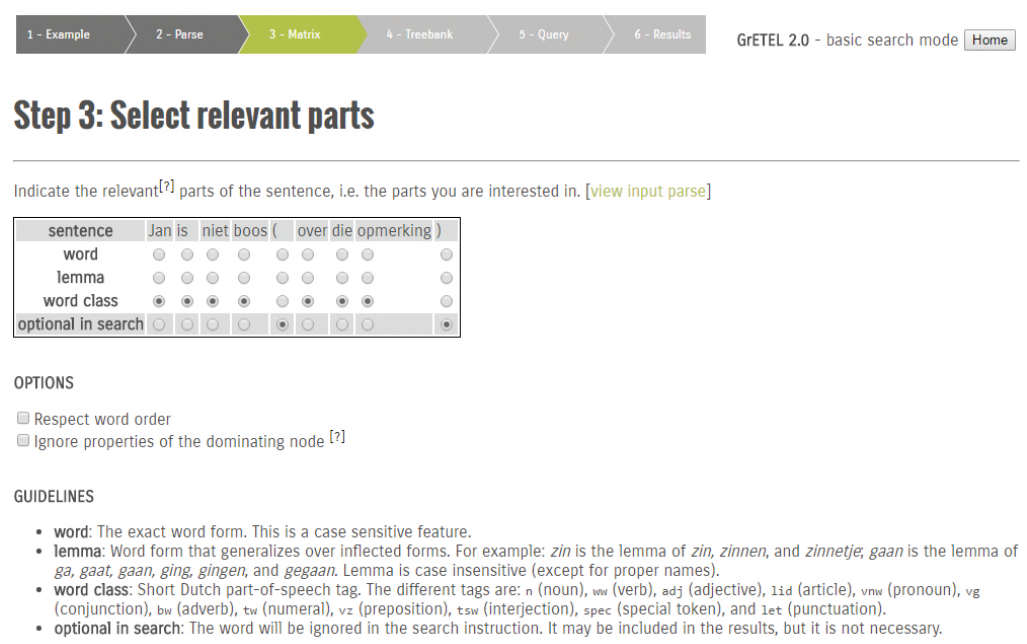 1 - Example 2 - Parse 3 - Matrix 4 - Treebank 5 - Query 6 - Results GrETEL 2.0 - basic search mode Home
Step 3: Select relevant parts
Indicate the relevant[?] parts of the sentence, i.e. the parts you are interested in. [view input parse]
sentence Jan is niet boos ( over die opmerking )
word
lemma
word class
optional in search
OPTIONS
Respect word order
Ignore properties of the dominating node [?]
GUIDELINES
• word: The exact word form. This is a case sensitive feature.
• lemma: Word form that generalizes over inflected forms. For example: zin is the lemma of zin, zinnen, and zinnetje; gaan is the lemma of
ga, gaat, gaan, ging, gingen, and gegaan. Lemma is case insensitive (except for proper names).
• word class: Short Dutch part-of-speech tag. The different tags are: n (noun), ww (verb), adj (adjective), lid (article), vnw (pronoun), vg
(conjunction), bw (adverb), tw (numeral), vz (preposition), tsw (interjection), spec (special token), and let (punctuation).
• optional in search: The word will be ignored in the search instruction. It may be included in the results, but it is not necessary.